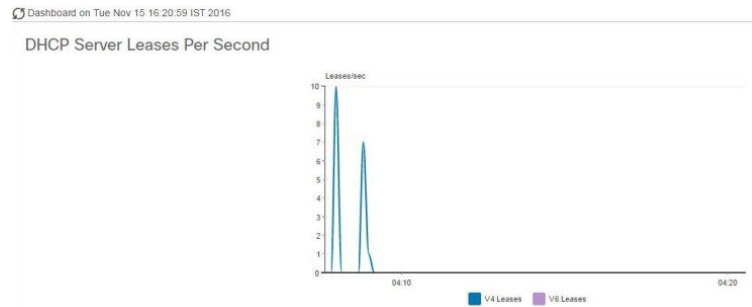 Dashboard on Tue Nov 15 16:20:59 IST 2016
DHCP Server Leases Per Second
Leases/sec
10
9
8
7
6
5
4
3
2
1
0
04:10
04:20
V4 Leases
V6 Leases